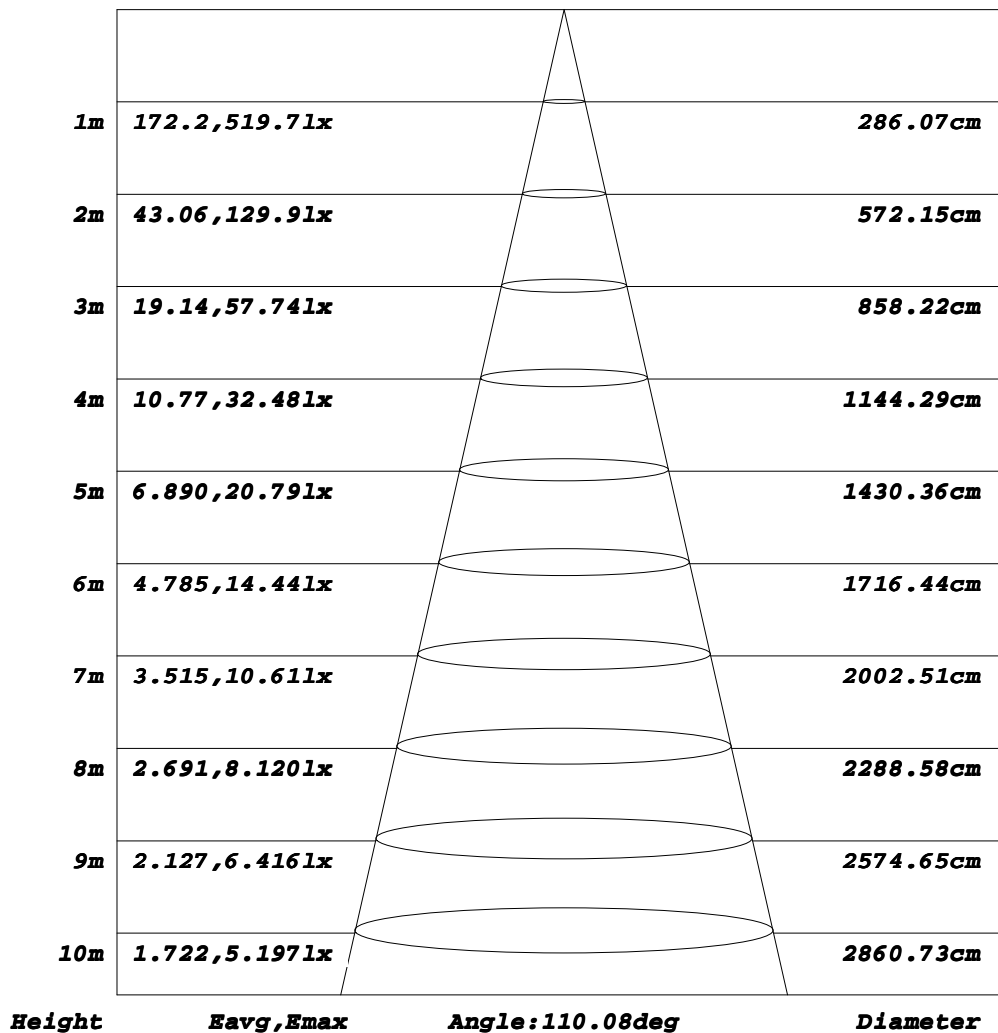 1m 172.2,519.7lx 286.07cm
2m 43.06,129.9lx 572.15cm
3m 19.14,57.74lx 858.22cm
4m 10.77,32.48lx 1144.29cm
5m 6.890,20.79lx 1430.36cm
6m 4.785,14.44lx 1716.44cm
7m 3.515,10.61lx 2002.51cm
8m 2.691,8.120lx 2288.58cm
9m 2.127,6.416lx 2574.65cm
10m 1.722,5.197lx 2860.73cm
Height Eavg,Emax Angle:110.08deg Diameter